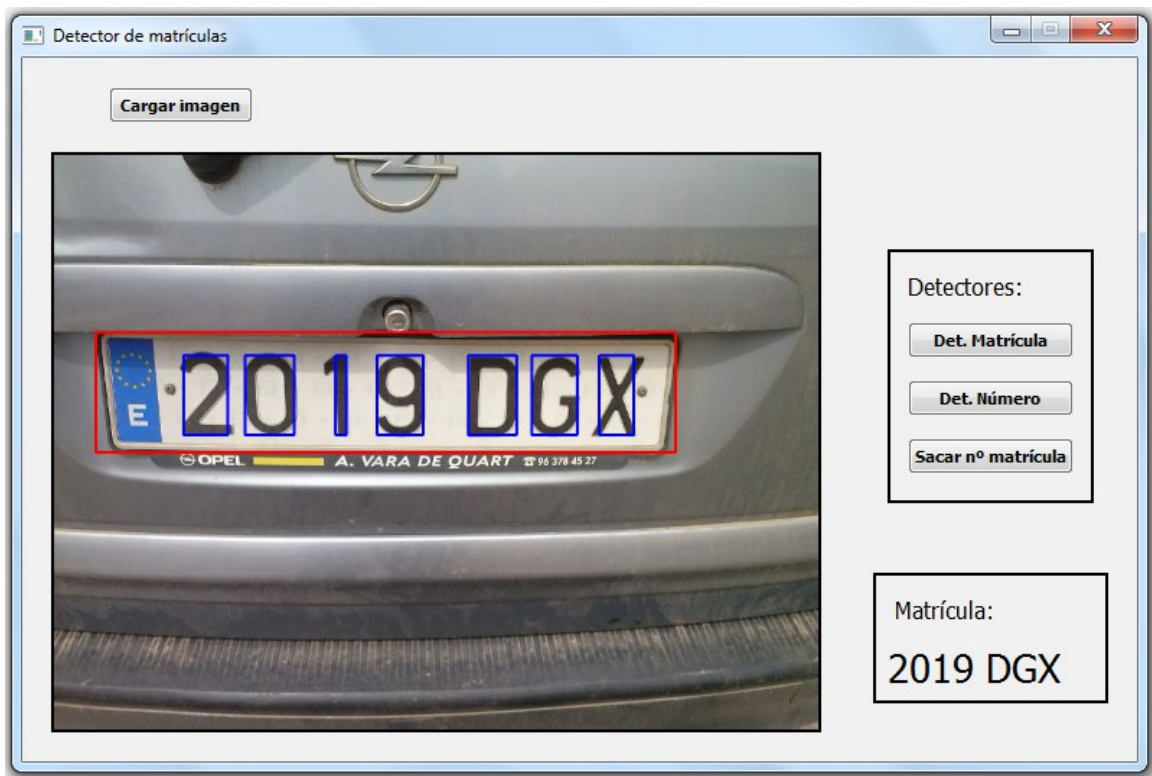 Detector de matrículas
Cargar imagen
E 2019 DGX
OPEL A. VARA DE QUART ☎ 96 378 45 27
Detectores:
Det. Matrícula
Det. Número
Sacar nº matrícula
Matrícula:
2019 DGX